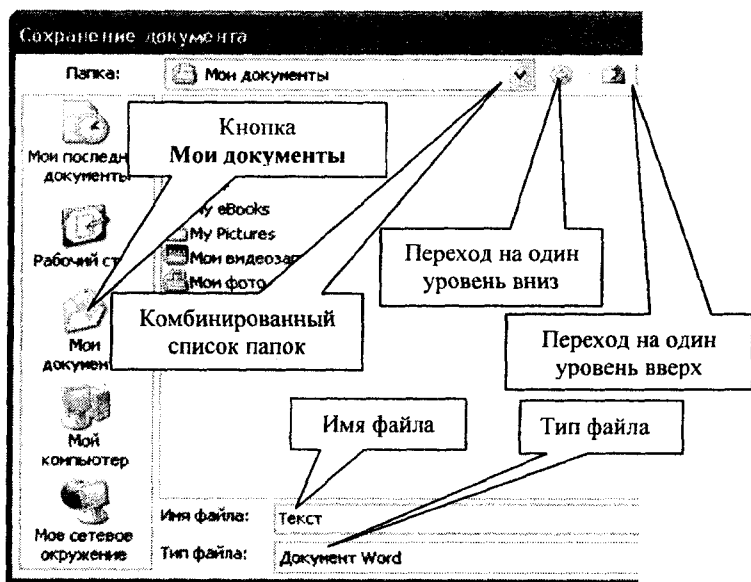 Сохранение документа
Папка:
Мои документы
Мои последн
документы
Рабочий ст
Мои
докумен
Мой
компьютер
Мое сетевое
окружение
Кнопка
Мои документы
My eBooks
My Pictures
Мои видеозап
Мои фото
Комбинированный
список папок
Переход на один
уровень вниз
Переход на один
уровень вверх
Имя файла
Тип файла
Имя файла:
Текст
Тип файла:
Документ Word